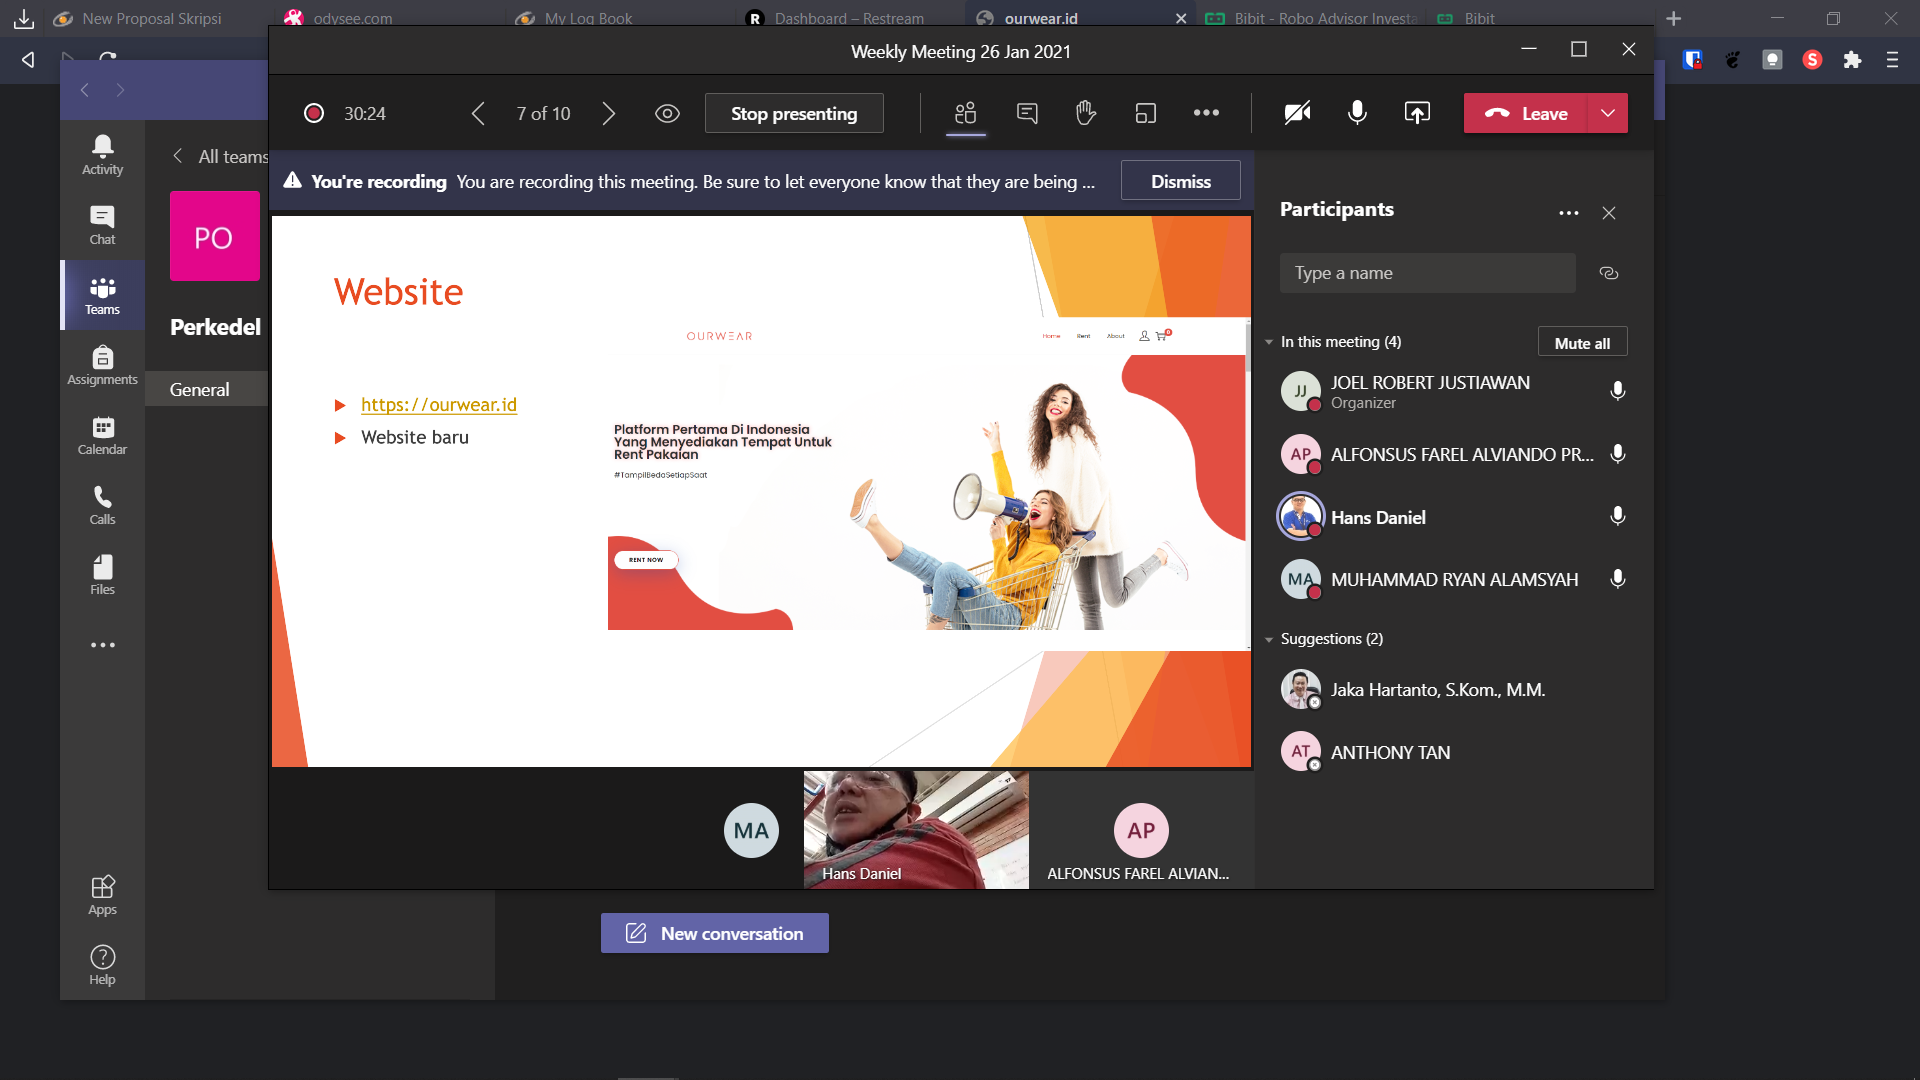 New Proposal Skripsi
odysee.com
My Log Book
Dashboard – Restream
ourwear.id
Bibit - Robo Advisor Investa
Bibit
Weekly Meeting 26 Jan 2021
30:24
7 of 10
Stop presenting
Leave
You're recording You are recording this meeting. Be sure to let everyone know that they are being ...
Dismiss
Activity
Chat
Teams
Assignments
Calendar
Calls
Files
Apps
Help
All teams
PO
Perkedel
General
Website
https://ourwear.id
Website baru
OURWEAR
Home
Rent
About
0
Platform Pertama Di Indonesia
Yang Menyediakan Tempat Untuk
Rent Pakaian
#TampilBedaSetiapSaat
RENT NOW
MA
Hans Daniel
AP
ALFONSUS FAREL ALVIAN...
Participants
Type a name
In this meeting (4)
Mute all
JJ
JOEL ROBERT JUSTIAWAN
Organizer
AP
ALFONSUS FAREL ALVIANDO PR...
Hans Daniel
MA
MUHAMMAD RYAN ALAMSYAH
Suggestions (2)
Jaka Hartanto, S.Kom., M.M.
AT
ANTHONY TAN
New conversation